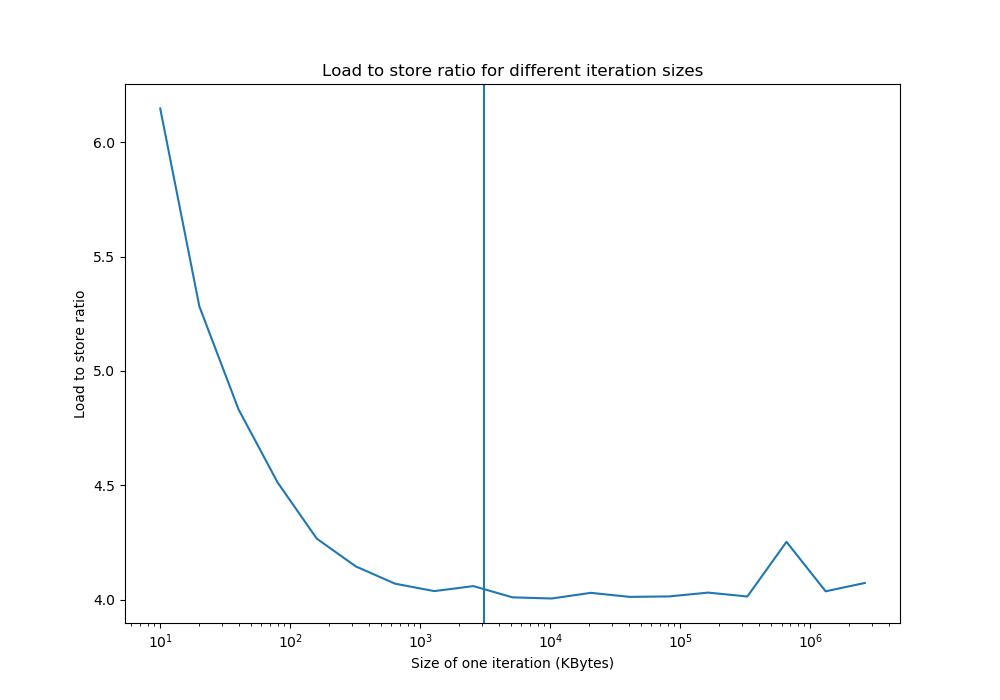 Load to store ratio for different iteration sizes
6.0
5.5
5.0
4.5
4.0
Load to store ratio
10¹ 10² 10³ 10⁴ 10⁵ 10⁶
Size of one iteration (KBytes)